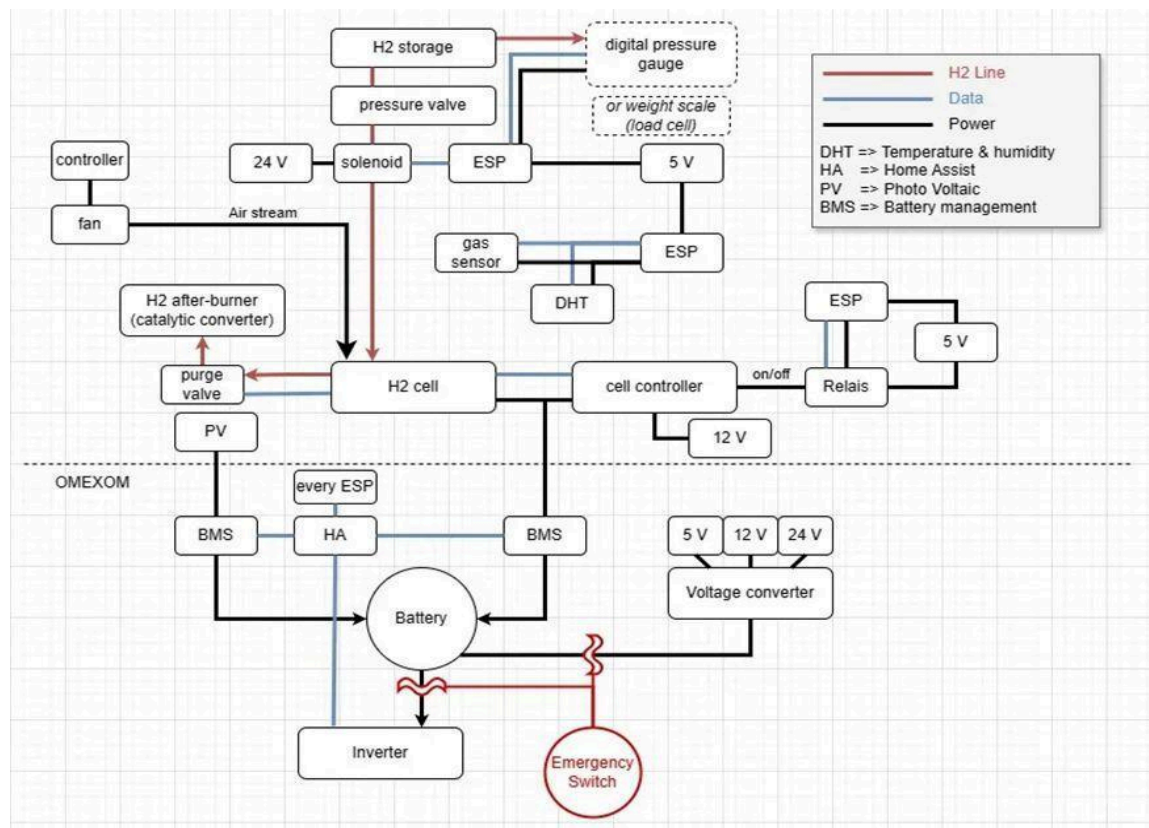 H2 storage
digital pressure
gauge
H2 Line
Data
Power
DHT => Temperature & humidity
HA => Home Assist
PV => Photo Voltaic
BMS => Battery management
pressure valve
or weight scale
(load cell)
controller
24 V
solenoid
ESP
5 V
fan
Air stream
gas
sensor
ESP
DHT
H2 after-burner
(catalytic converter)
ESP
5 V
purge
valve
H2 cell
cell controller
on/off
Relais
PV
12 V
OMEXOM
every ESP
BMS
HA
BMS
5 V
12 V
24 V
Voltage converter
Battery
Inverter
Emergency
Switch